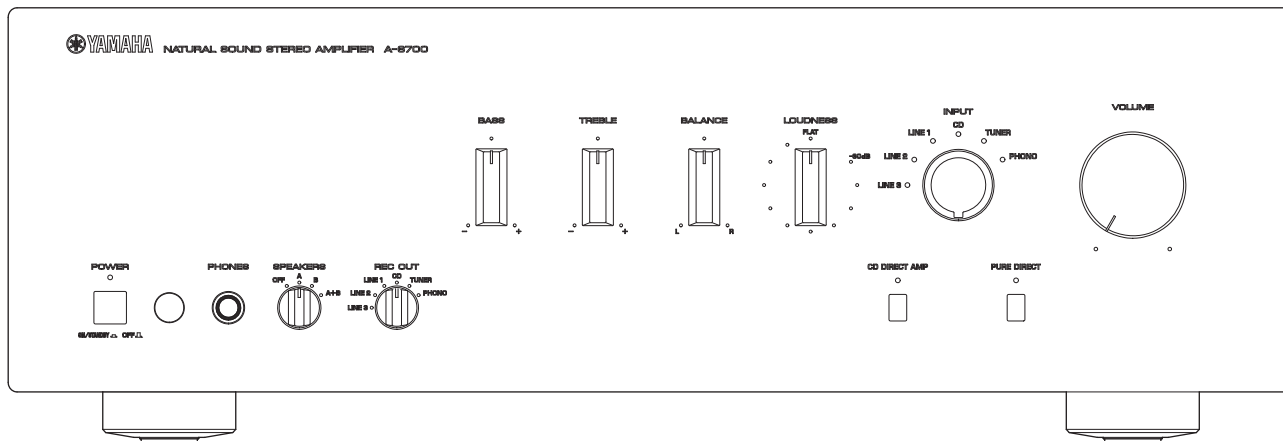 YAMAHA NATURAL SOUND STEREO AMPLIFIER A-S700
BASS
- +
TREBLE
- +
BALANCE
L R
LOUDNESS
FLAT
-30dB
INPUT
LINE 3
LINE 2
LINE 1
CD
TUNER
PHONO
VOLUME
POWER
ON/STANDBY OFF
PHONES
SPEAKERS
OFF
A
B
A+B
REC OUT
LINE 3
LINE 2
LINE 1
CD
TUNER
PHONO
CD DIRECT AMP
PURE DIRECT